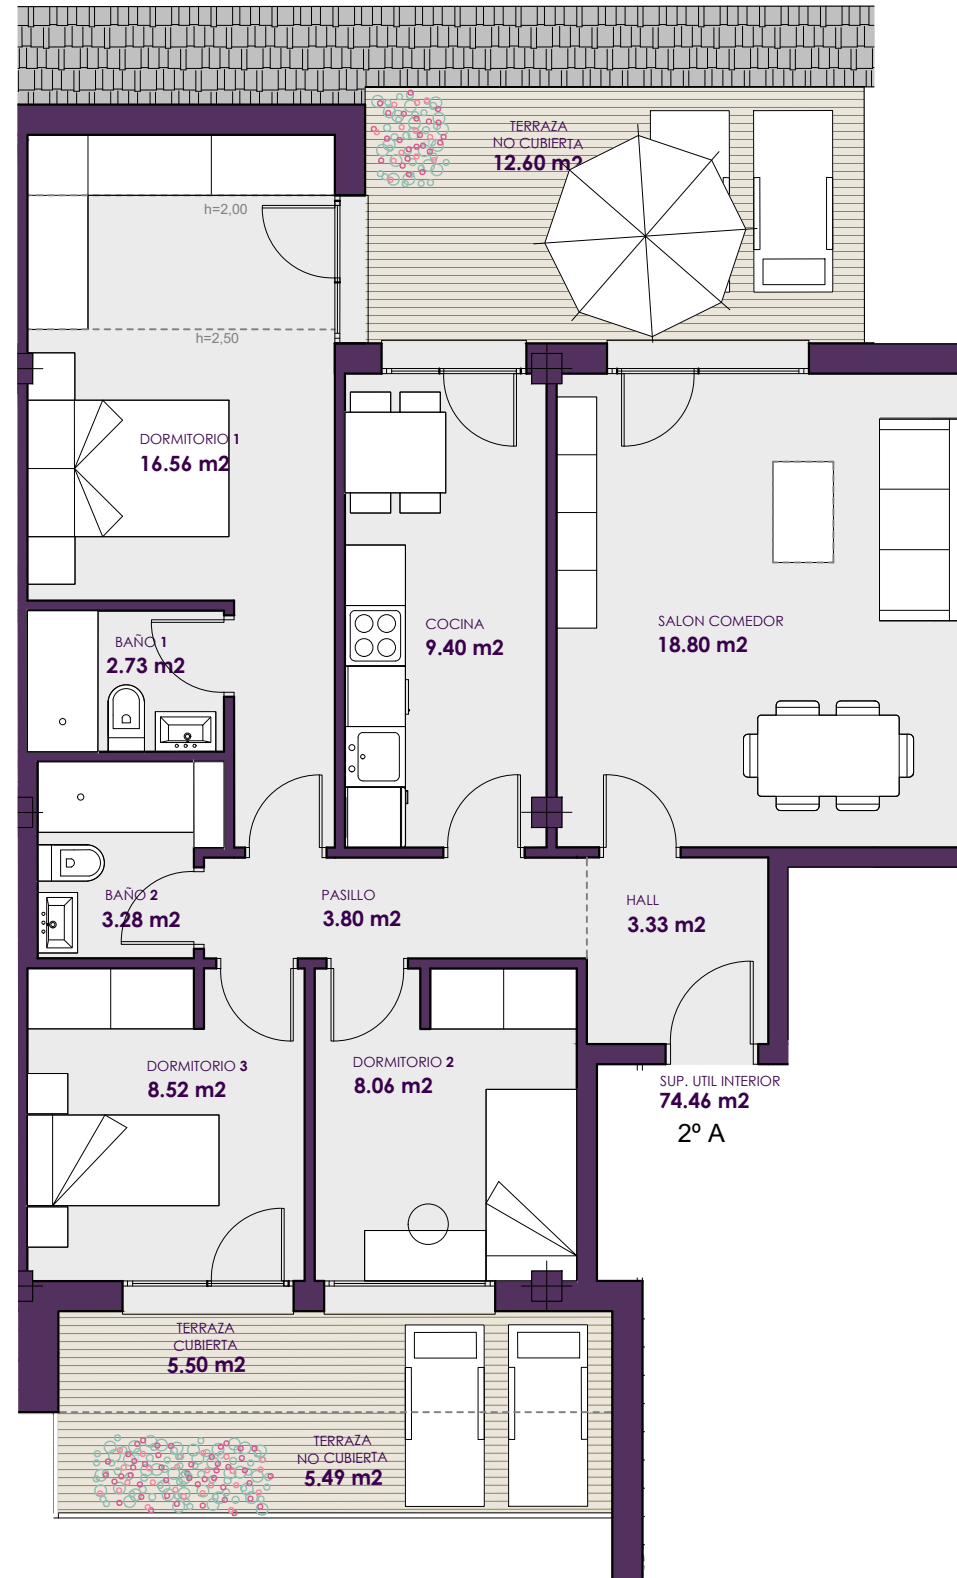 TERRAZA
NO CUBIERTA
12.60 m2
h=2,00
h=2,50
DORMITORIO 1
16.56 m2
COCINA
9.40 m2
SALON COMEDOR
18.80 m2
BAÑO 1
2.73 m2
BAÑO 2
3.28 m2
PASILLO
3.80 m2
HALL
3.33 m2
DORMITORIO 3
8.52 m2
DORMITORIO 2
8.06 m2
SUP. UTIL INTERIOR
74.46 m2
2º A
TERRAZA
CUBIERTA
5.50 m2
TERRAZA
NO CUBIERTA
5.49 m2